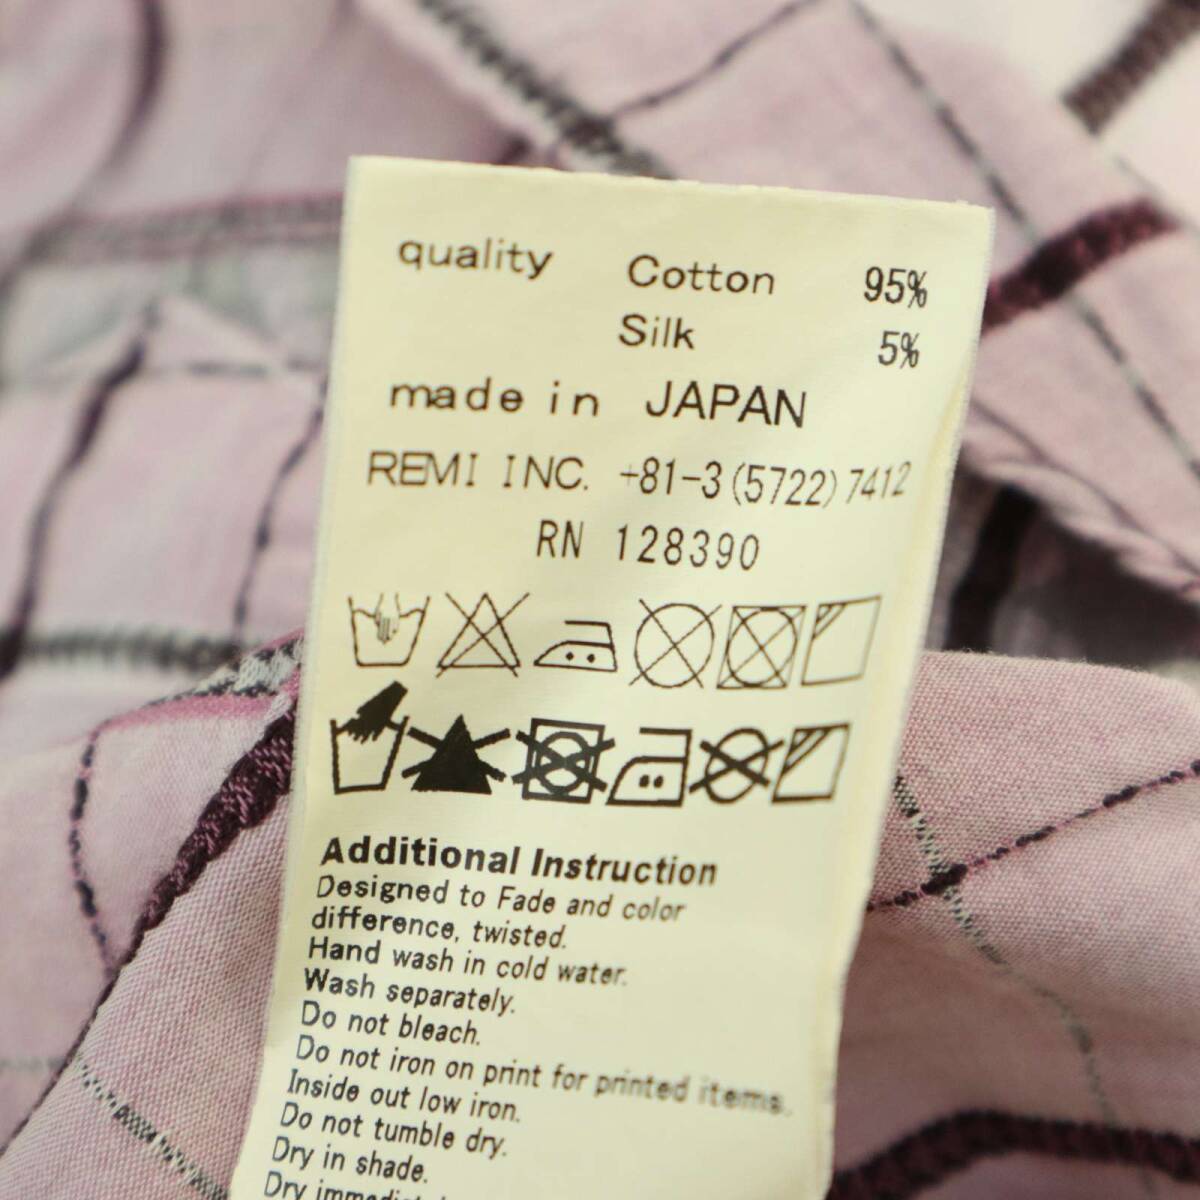 quality Cotton 95%
Silk 5%
made in JAPAN
REMI INC. +81-3(5722)7412
RN 128390
Additional Instruction
Designed to Fade and color
difference, twisted.
Hand wash in cold water.
Wash separately.
Do not bleach.
Do not iron on print for printed items.
Inside out low iron.
Do not tumble dry.
Dry in shade.
Dry